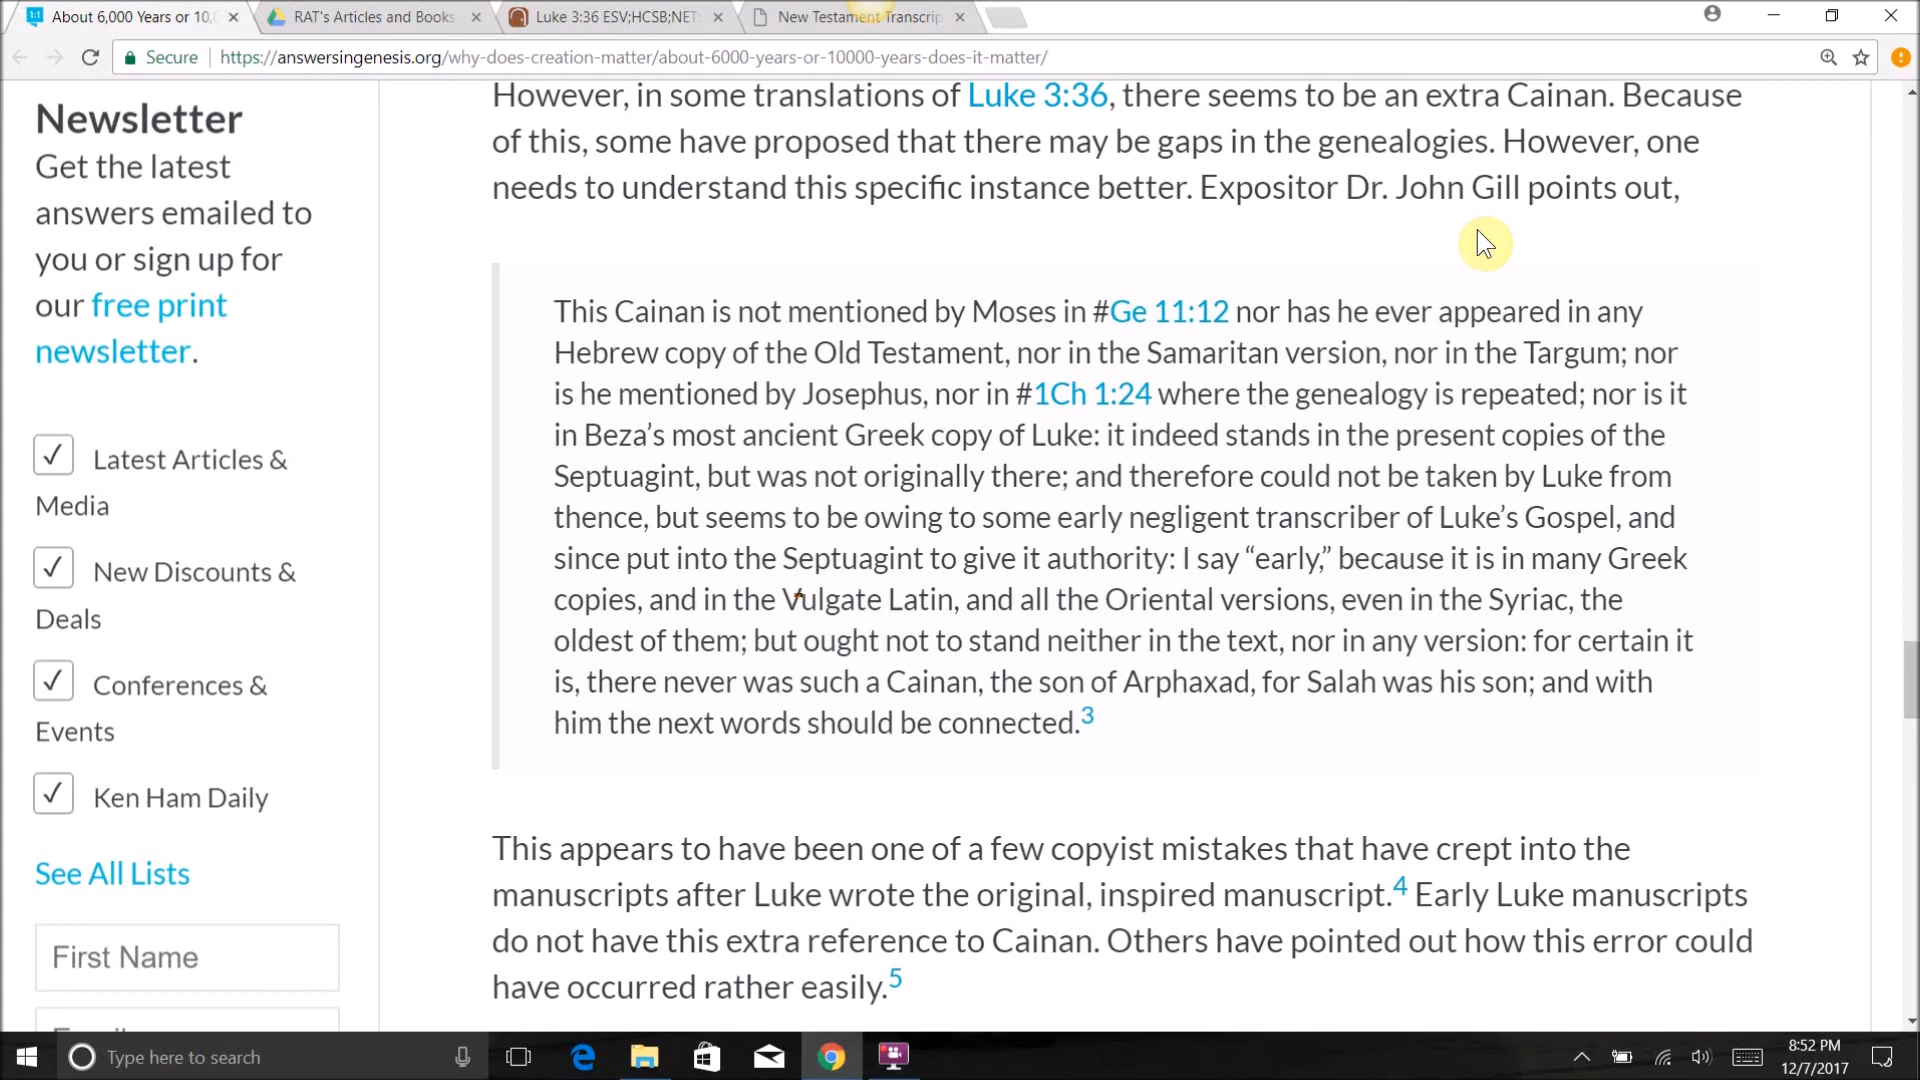 About 6,000 Years or 10,
RAT's Articles and Books
Luke 3:36 ESV;HCSB;NET
New Testament Transcrip
Secure
https://answersingenesis.org/why-does-creation-matter/about-6000-years-or-10000-years-does-it-matter/
Newsletter
Get the latest
answers emailed to
you or sign up for
our free print
newsletter.
Latest Articles &
Media
New Discounts &
Deals
Conferences &
Events
Ken Ham Daily
See All Lists
First Name
However, in some translations of Luke 3:36, there seems to be an extra Cainan. Because
of this, some have proposed that there may be gaps in the genealogies. However, one
needs to understand this specific instance better. Expositor Dr. John Gill points out,
This Cainan is not mentioned by Moses in #Ge 11:12 nor has he ever appeared in any
Hebrew copy of the Old Testament, nor in the Samaritan version, nor in the Targum; nor
is he mentioned by Josephus, nor in #1Ch 1:24 where the genealogy is repeated; nor is it
in Beza’s most ancient Greek copy of Luke: it indeed stands in the present copies of the
Septuagint, but was not originally there; and therefore could not be taken by Luke from
thence, but seems to be owing to some early negligent transcriber of Luke’s Gospel, and
since put into the Septuagint to give it authority: I say “early,” because it is in many Greek
copies, and in the Vulgate Latin, and all the Oriental versions, even in the Syriac, the
oldest of them; but ought not to stand neither in the text, nor in any version: for certain it
is, there never was such a Cainan, the son of Arphaxad, for Salah was his son; and with
him the next words should be connected.3
This appears to have been one of a few copyist mistakes that have crept into the
manuscripts after Luke wrote the original, inspired manuscript.4 Early Luke manuscripts
do not have this extra reference to Cainan. Others have pointed out how this error could
have occurred rather easily.5
Type here to search
8:52 PM
12/7/2017